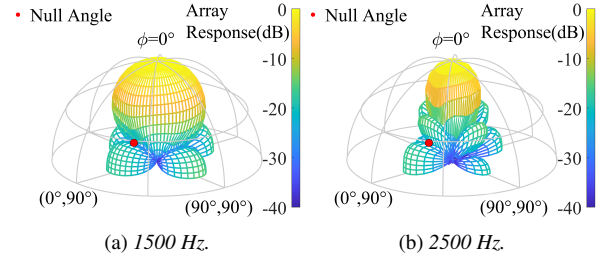 • Null Angle
Array
Response(dB)
ϕ=0°
0
-10
-20
-30
-40
(0°,90°)
(90°,90°)
(a) 1500 Hz.
• Null Angle
Array
Response(dB)
ϕ=0°
0
-10
-20
-30
-40
(0°,90°)
(90°,90°)
(b) 2500 Hz.